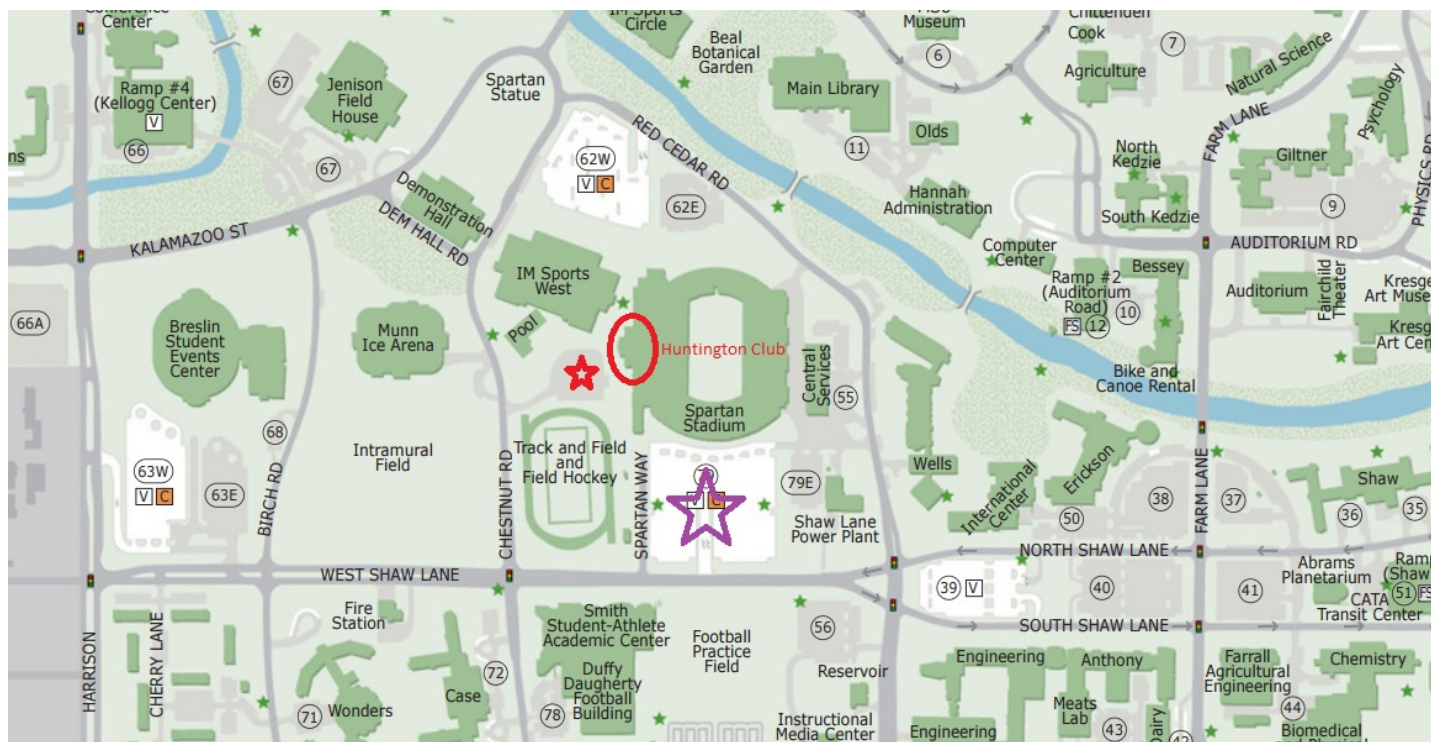 Conference
Center
Ramp #4
(Kellogg Center)
V
66
67
67
Jenison
Field
House
Spartan
Statue
IM Sports
Circle
Beal
Botanical
Garden
Museum
6
Main Library
Olds
11
Chittenden
Cook
7
Agriculture
Natural Science
Psychology
FARM LANE
North
Kedzie
South Kedzie
Giltner
9
PHYSICS RD
RED CEDAR RD
62W
V C
62E
Hannah
Administration
Demonstration
Hall
DEM HALL RD
KALAMAZOO ST
AUDITORIUM RD
Computer
Center
Ramp #2
(Auditorium
Road)
FS 12
10
Bessey
Auditorium
Fairchild
Theater
Kresge
Art Museum
Kresge
Art Center
IM Sports
West
Pool
66A
Breslin
Student
Events
Center
Munn
Ice Arena
Huntington Club
Central
Services
55
Bike and
Canoe Rental
Spartan
Stadium
68
Intramural
Field
Track and Field
and
Field Hockey
63W
V C
63E
BIRCH RD
CHESTNUT RD
SPARTAN WAY
V C
79E
Shaw Lane
Power Plant
Wells
International
Center
Erickson
50
38
37
FARM LANE
Shaw
36
35
WEST SHAW LANE
NORTH SHAW LANE
39 V
40
41
Abrams
Planetarium
Ramp
(Shaw
51 FS
CATA
Transit Center
SOUTH SHAW LANE
HARRISON
CHERRY LANE
Fire
Station
Smith
Student-Athlete
Academic Center
Duffy
Daugherty
Football
Building
Football
Practice
Field
56
Reservoir
72
Case
71
Wonders
78
Instructional
Media Center
Engineering
Engineering
Anthony
Meats
Lab
43
Dairy
42
Farrall
Agricultural
Engineering
44
Chemistry
Biomedical
and Physical